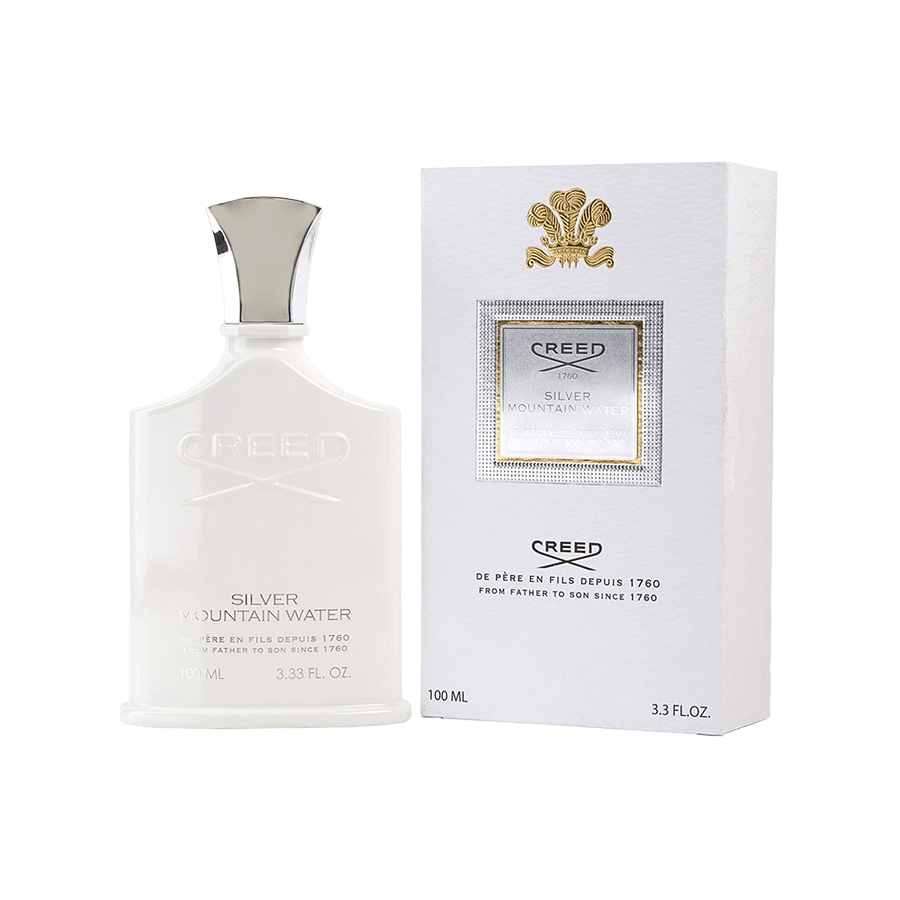 CREED
SILVER
MOUNTAIN WATER
DE PÈRE EN FILS DEPUIS 1760
FROM FATHER TO SON SINCE 1760
100 ML 3.33 FL. OZ.
CREED
1760
SILVER
MOUNTAIN WATER
CREED
DE PÈRE EN FILS DEPUIS 1760
FROM FATHER TO SON SINCE 1760
100 ML
3.3 FL.OZ.